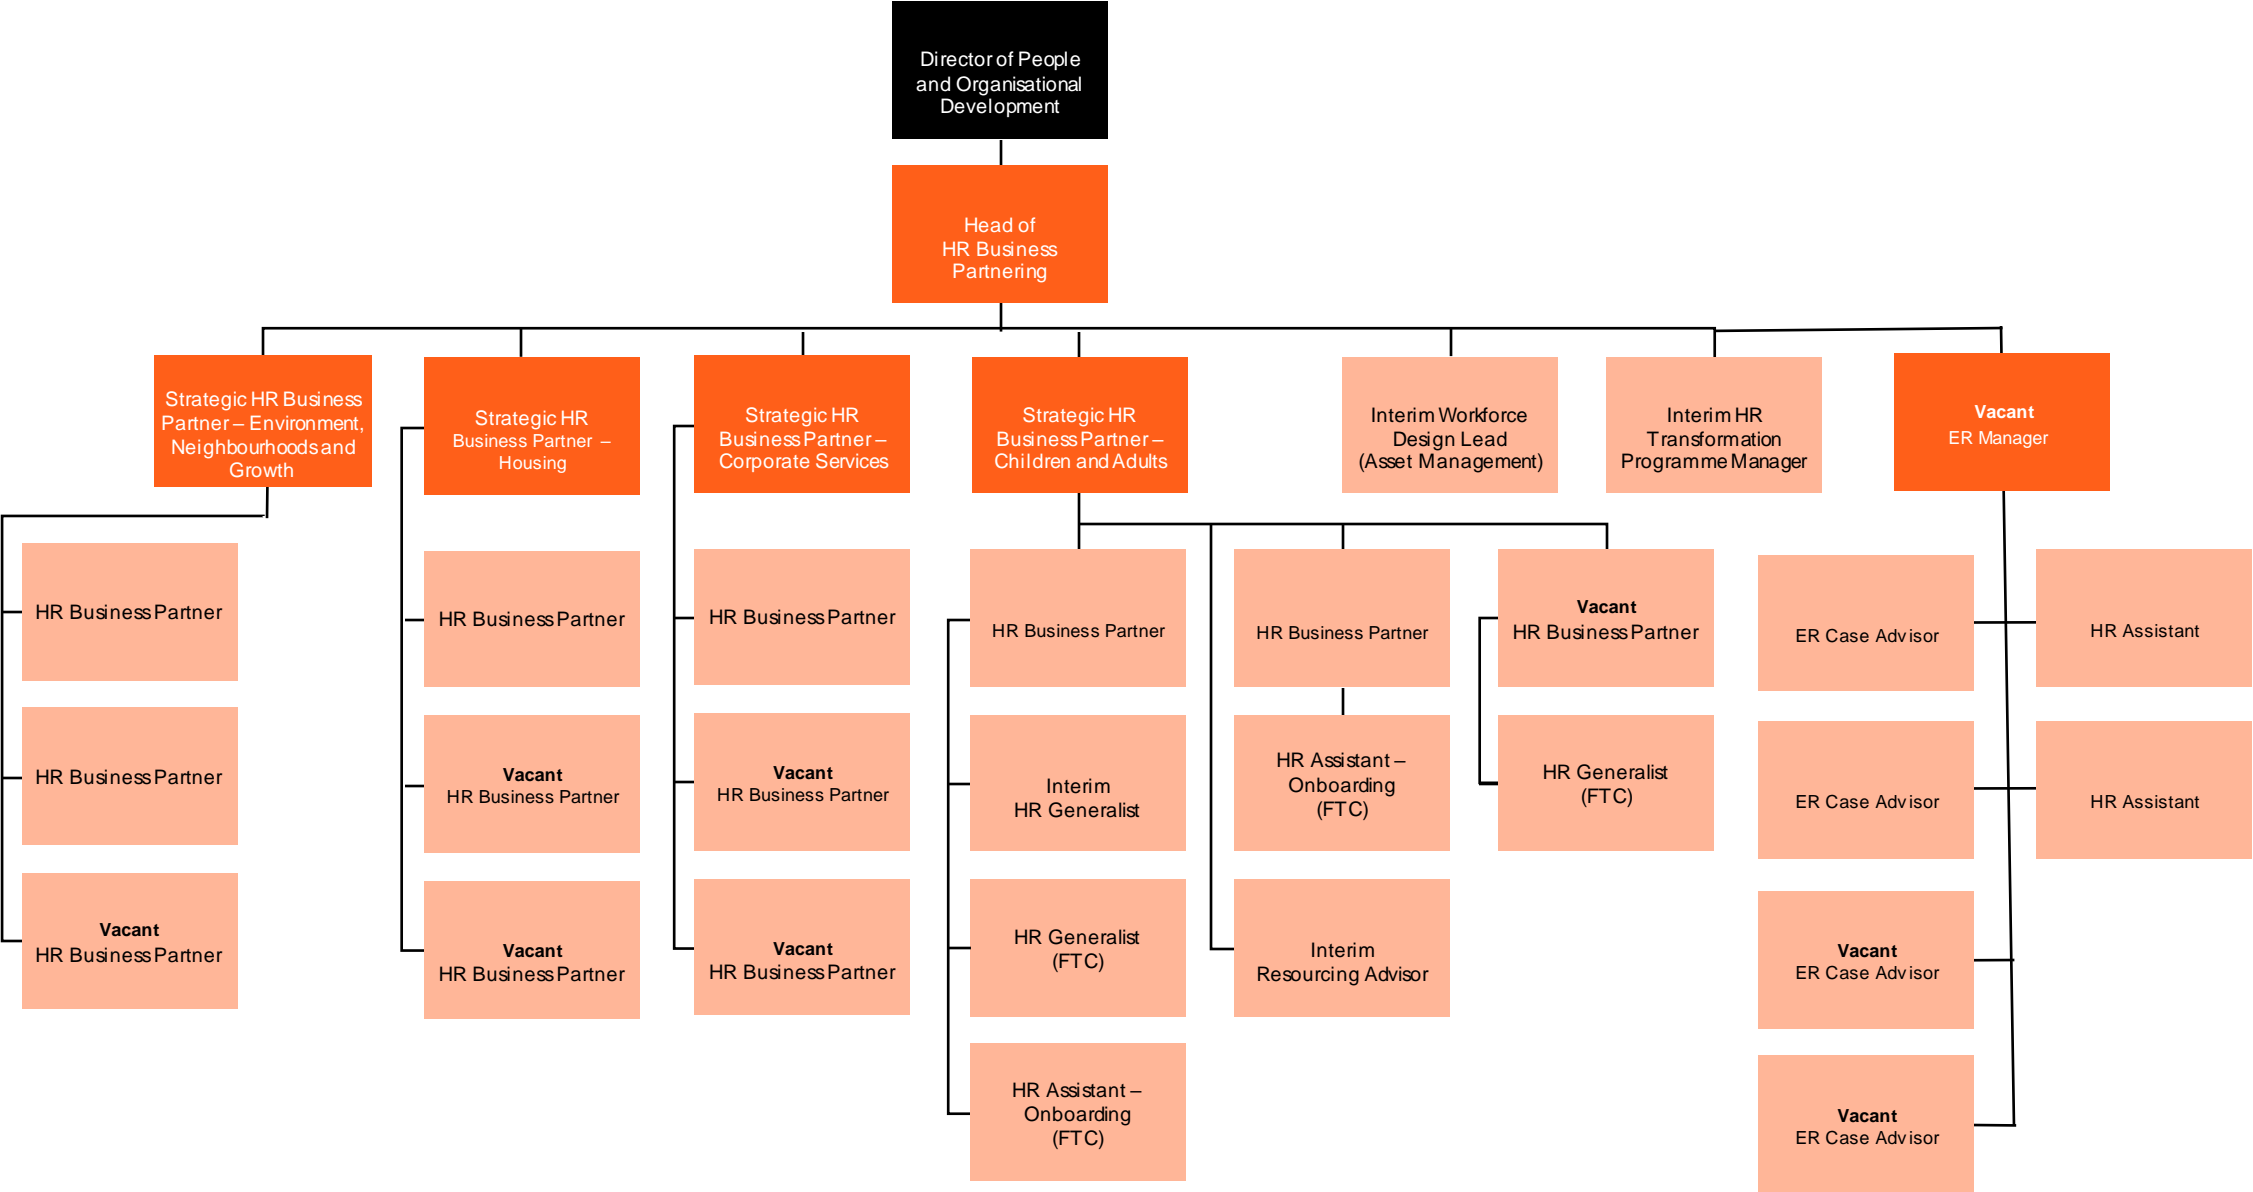 Director of People
and Organisational
Development
Head of
HR Business
Partnering
Strategic HR Business
Partner – Environment,
Neighbourhoods and
Growth
Strategic HR
Business Partner –
Housing
Strategic HR
Business Partner –
Corporate Services
Strategic HR
Business Partner –
Children and Adults
Interim Workforce
Design Lead
(Asset Management)
Interim HR
Transformation
Programme Manager
Vacant
ER Manager
HR Business Partner
HR Business Partner
Vacant
HR Business Partner
HR Business Partner
Vacant
HR Business Partner
Vacant
HR Business Partner
HR Business Partner
Vacant
HR Business Partner
Vacant
HR Business Partner
HR Business Partner
Interim
HR Generalist
HR Generalist
(FTC)
HR Assistant –
Onboarding
(FTC)
HR Business Partner
HR Assistant –
Onboarding
(FTC)
Interim
Resourcing Advisor
Vacant
HR Business Partner
HR Generalist
(FTC)
ER Case Advisor
ER Case Advisor
Vacant
ER Case Advisor
Vacant
ER Case Advisor
HR Assistant
HR Assistant